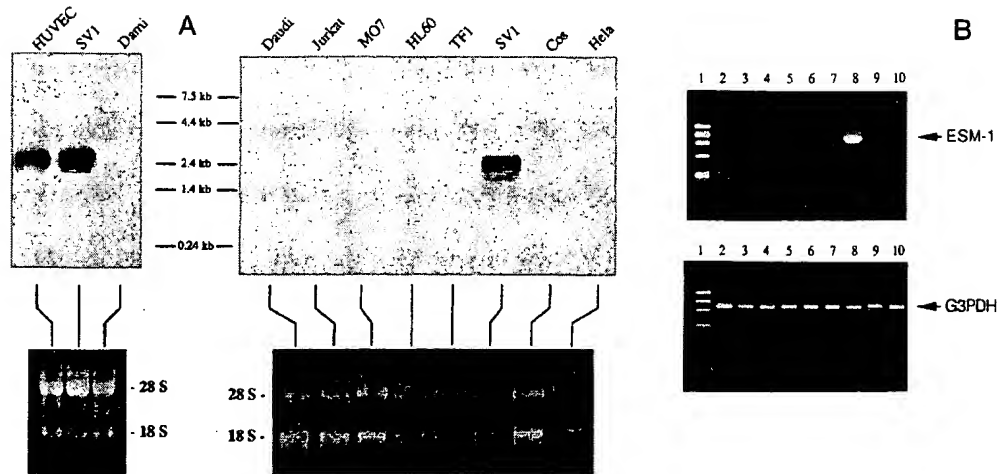 A
B
HUVEC SV1 Dami
Daudi Jurkat MO7 HL60 TF1 SV1 Cos Hela
7.5 kb
4.4 kb
2.4 kb
1.4 kb
0.24 kb
- 28 S
- 18 S
28 S -
18 S -
1 2 3 4 5 6 7 8 9 10
ESM-1
1 2 3 4 5 6 7 8 9 10
G3PDH